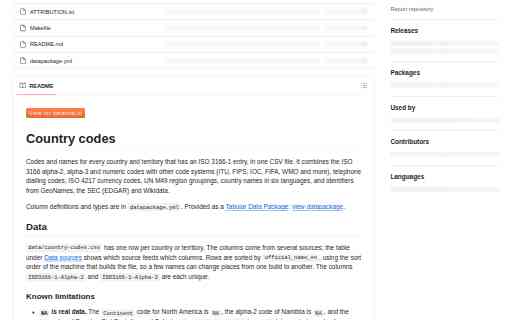 ATTRIBUTION.txt
Makefile
README.md
datapackage.yml
Report repository
Releases
Packages
Used by
Contributors
Languages
README
View on datahub.io
Country codes
Codes and names for every country and territory that has an ISO 3166-1 entry, in one CSV file. It combines the ISO
3166 alpha-2, alpha-3 and numeric codes with other code systems (ITU, FIPS, IOC, FIFA, WMO and more), telephone
dialing codes, ISO-4217 currency codes, UN M49 region groupings, country names in six languages, and identifiers
from GeoNames, the SEC (EDGAR) and Wikidata.
Column definitions and types are in datapackage.yml. Provided as a Tabular Data Package: view datapackage.
Data
data/country-codes.csv has one row per country or territory. The columns come from several sources; the table
under Data sources shows which source feeds which columns. Rows are sorted by official_name_en, using the sort
order of the machine that builds the file, so a few names can change places from one build to another. The columns
ISO3166-1-Alpha-2 and ISO3166-1-Alpha-3 are each unique.
Known limitations
• NA is real data. The Continent code for North America is NA, the alpha-2 code of Namibia is NA, and the